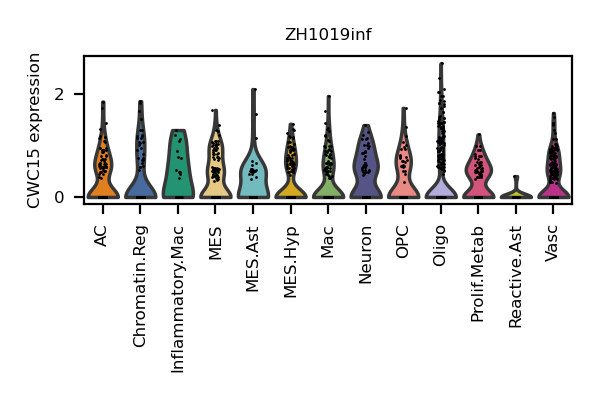 ZH1019inf
CWC15 expression
2
0
AC
Chromatin.Reg
Inflammatory.Mac
MES
MES.Ast
MES.Hyp
Mac
Neuron
OPC
Oligo
Prolif.Metab
Reactive.Ast
Vasc